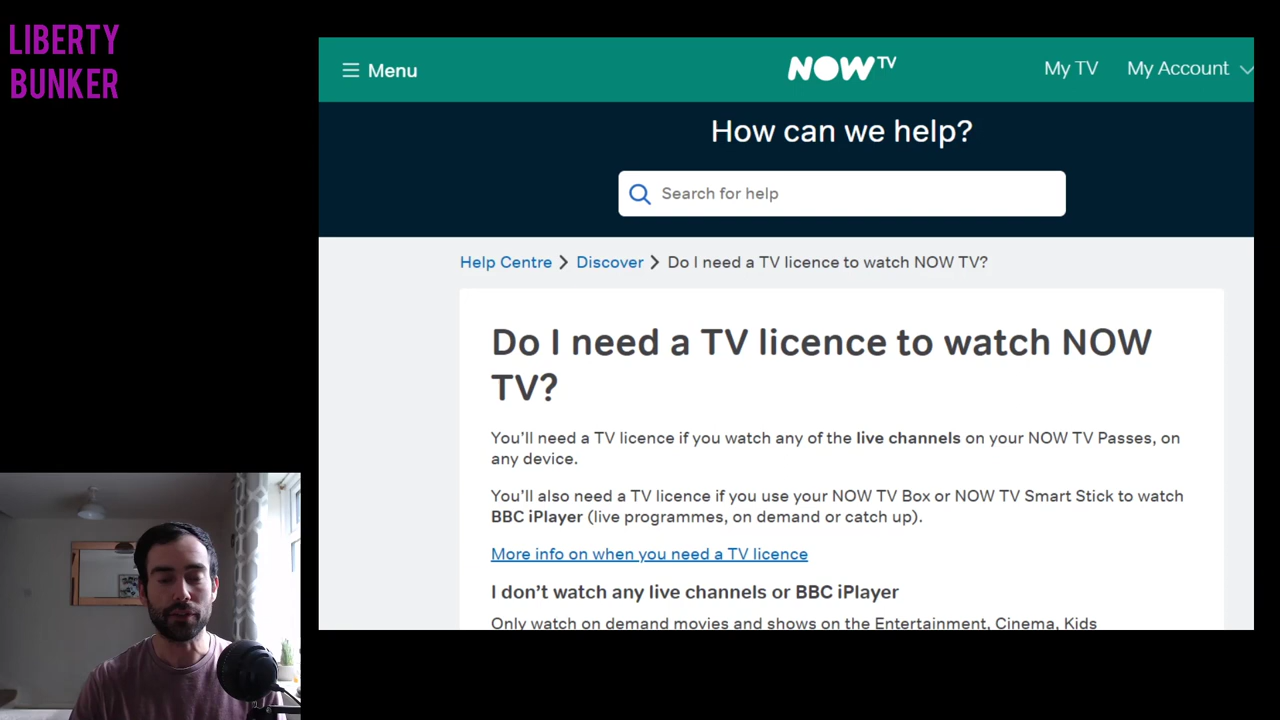 LIBERTY
BUNKER
Menu
NOW TV
My TV
My Account
How can we help?
Search for help
Help Centre > Discover > Do I need a TV licence to watch NOW TV?
Do I need a TV licence to watch NOW
TV?
You'll need a TV licence if you watch any of the live channels on your NOW TV Passes, on
any device.
You'll also need a TV licence if you use your NOW TV Box or NOW TV Smart Stick to watch
BBC iPlayer (live programmes, on demand or catch up).
More info on when you need a TV licence
I don't watch any live channels or BBC iPlayer
Only watch on demand movies and shows on the Entertainment, Cinema, Kids